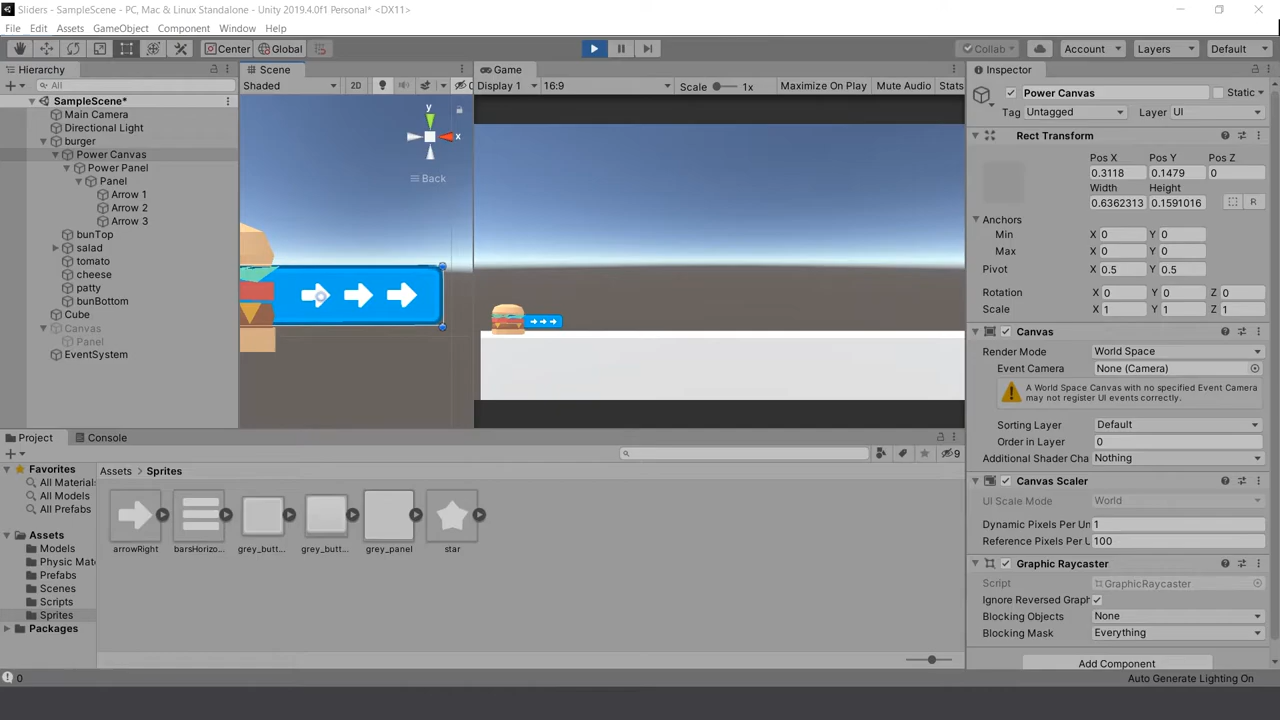 Sliders - SampleScene - PC, Mac & Linux Standalone - Unity 2019.4.0f1 Personal* <DX11>
File Edit Assets GameObject Component Window Help
Center Global Collab Account Layers Default
Hierarchy
All
SampleScene*
Main Camera
Directional Light
burger
Power Canvas
Power Panel
Panel
Arrow 1
Arrow 2
Arrow 3
bunTop
salad
tomato
cheese
patty
bunBottom
Cube
Canvas
Panel
EventSystem
Scene
Shaded 2D 0
y
x
Back
Game
Display 1 16:9 Scale 1x Maximize On Play Mute Audio Stats
Inspector
Power Canvas Static
Tag Untagged Layer UI
Rect Transform
Pos X Pos Y Pos Z
0.3118 0.1479 0
Width Height
0.6362313 0.1591016 R
Anchors
Min X 0 Y 0
Max X 0 Y 0
Pivot X 0.5 Y 0.5
Rotation X 0 Y 0 Z 0
Scale X 1 Y 1 Z 1
Canvas
Render Mode World Space
Event Camera None (Camera)
A World Space Canvas with no specified Event Camera
may not register UI events correctly.
Sorting Layer Default
Order in Layer 0
Additional Shader Cha Nothing
Canvas Scaler
UI Scale Mode World
Dynamic Pixels Per Un 1
Reference Pixels Per U 100
Graphic Raycaster
Script GraphicRaycaster
Ignore Reversed Graph
Blocking Objects None
Blocking Mask Everything
Add Component
Project Console
9
Favorites
All Material
All Models
All Prefabs
Assets
Models
Physic Mat
Prefabs
Scenes
Scripts
Sprites
Packages
Assets > Sprites
arrowRight barsHorizo... grey_butt... grey_butt... grey_panel star
0
Auto Generate Lighting On